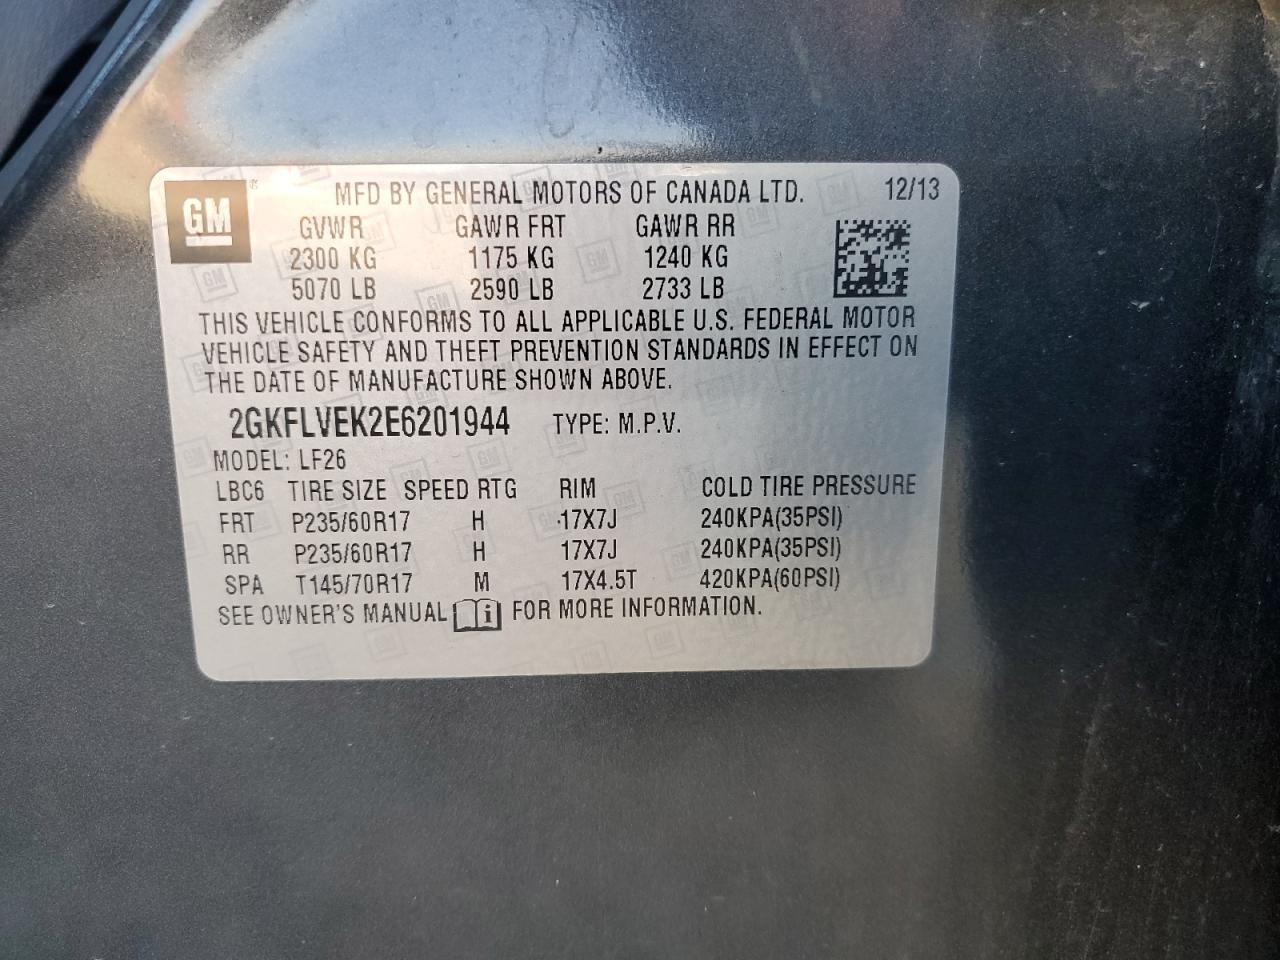 GM ® MFD BY GENERAL MOTORS OF CANADA LTD. 12/13
GVWR GAWR FRT GAWR RR
2300 KG 1175 KG 1240 KG
5070 LB 2590 LB 2733 LB
THIS VEHICLE CONFORMS TO ALL APPLICABLE U.S. FEDERAL MOTOR
VEHICLE SAFETY AND THEFT PREVENTION STANDARDS IN EFFECT ON
THE DATE OF MANUFACTURE SHOWN ABOVE.
2GKFLVEK2E6201944 TYPE: M.P.V.
MODEL: LF26
LBC6 TIRE SIZE SPEED RTG RIM COLD TIRE PRESSURE
FRT P235/60R17 H 17X7J 240KPA(35PSI)
RR P235/60R17 H 17X7J 240KPA(35PSI)
SPA T145/70R17 M 17X4.5T 420KPA(60PSI)
SEE OWNER'S MANUAL i FOR MORE INFORMATION.